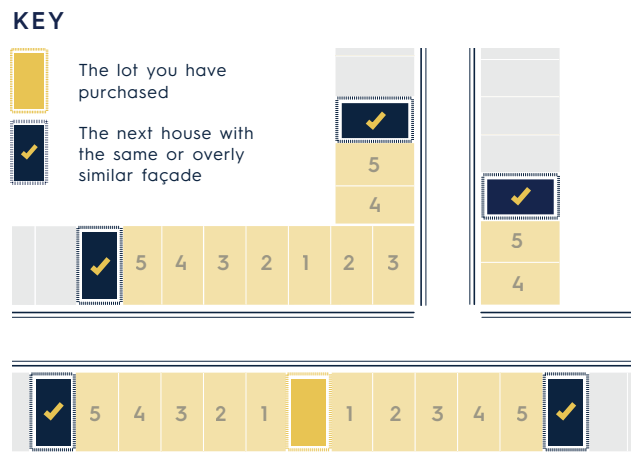 KEY
The lot you have
purchased
The next house with
the same or overly
similar façade
5
4
5
4
5 4 3 2 1 2 3
5 4 3 2 1 1 2 3 4 5